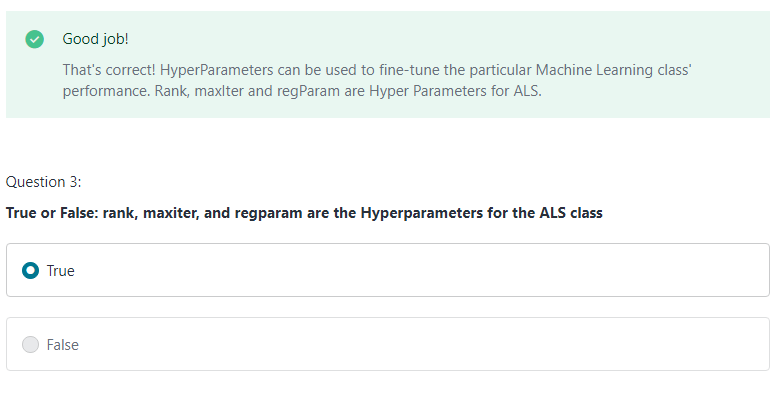 Good job!
That's correct! HyperParameters can be used to fine-tune the particular Machine Learning class'
performance. Rank, maxIter and regParam are Hyper Parameters for ALS.
Question 3:
True or False: rank, maxiter, and regparam are the Hyperparameters for the ALS class
True
False